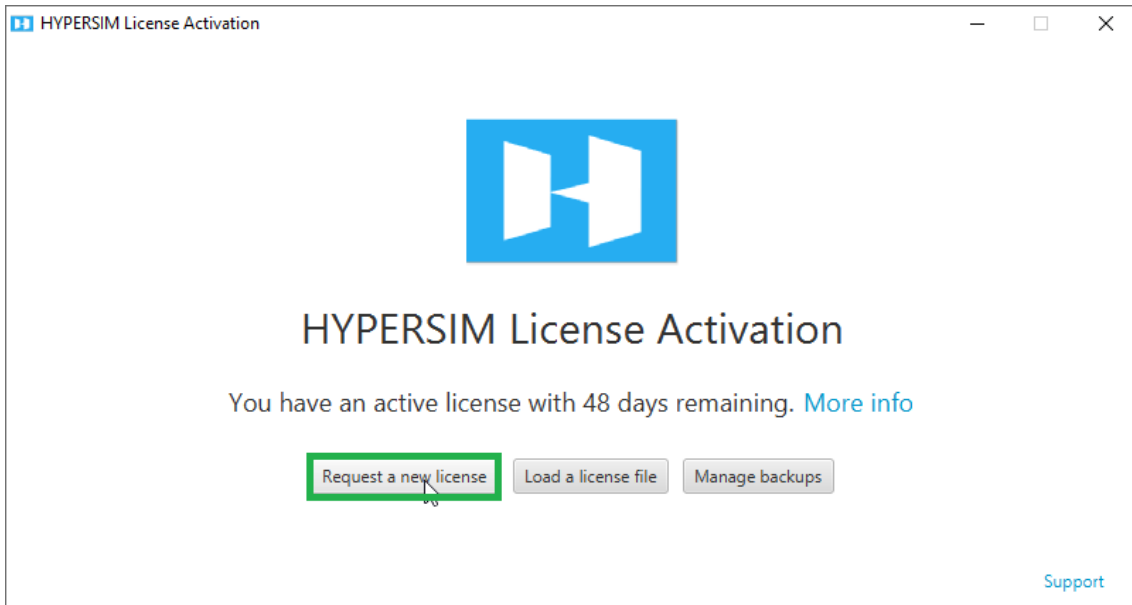 HYPERSIM License Activation
HYPERSIM License Activation
You have an active license with 48 days remaining. More info
Request a new license Load a license file Manage backups
Support